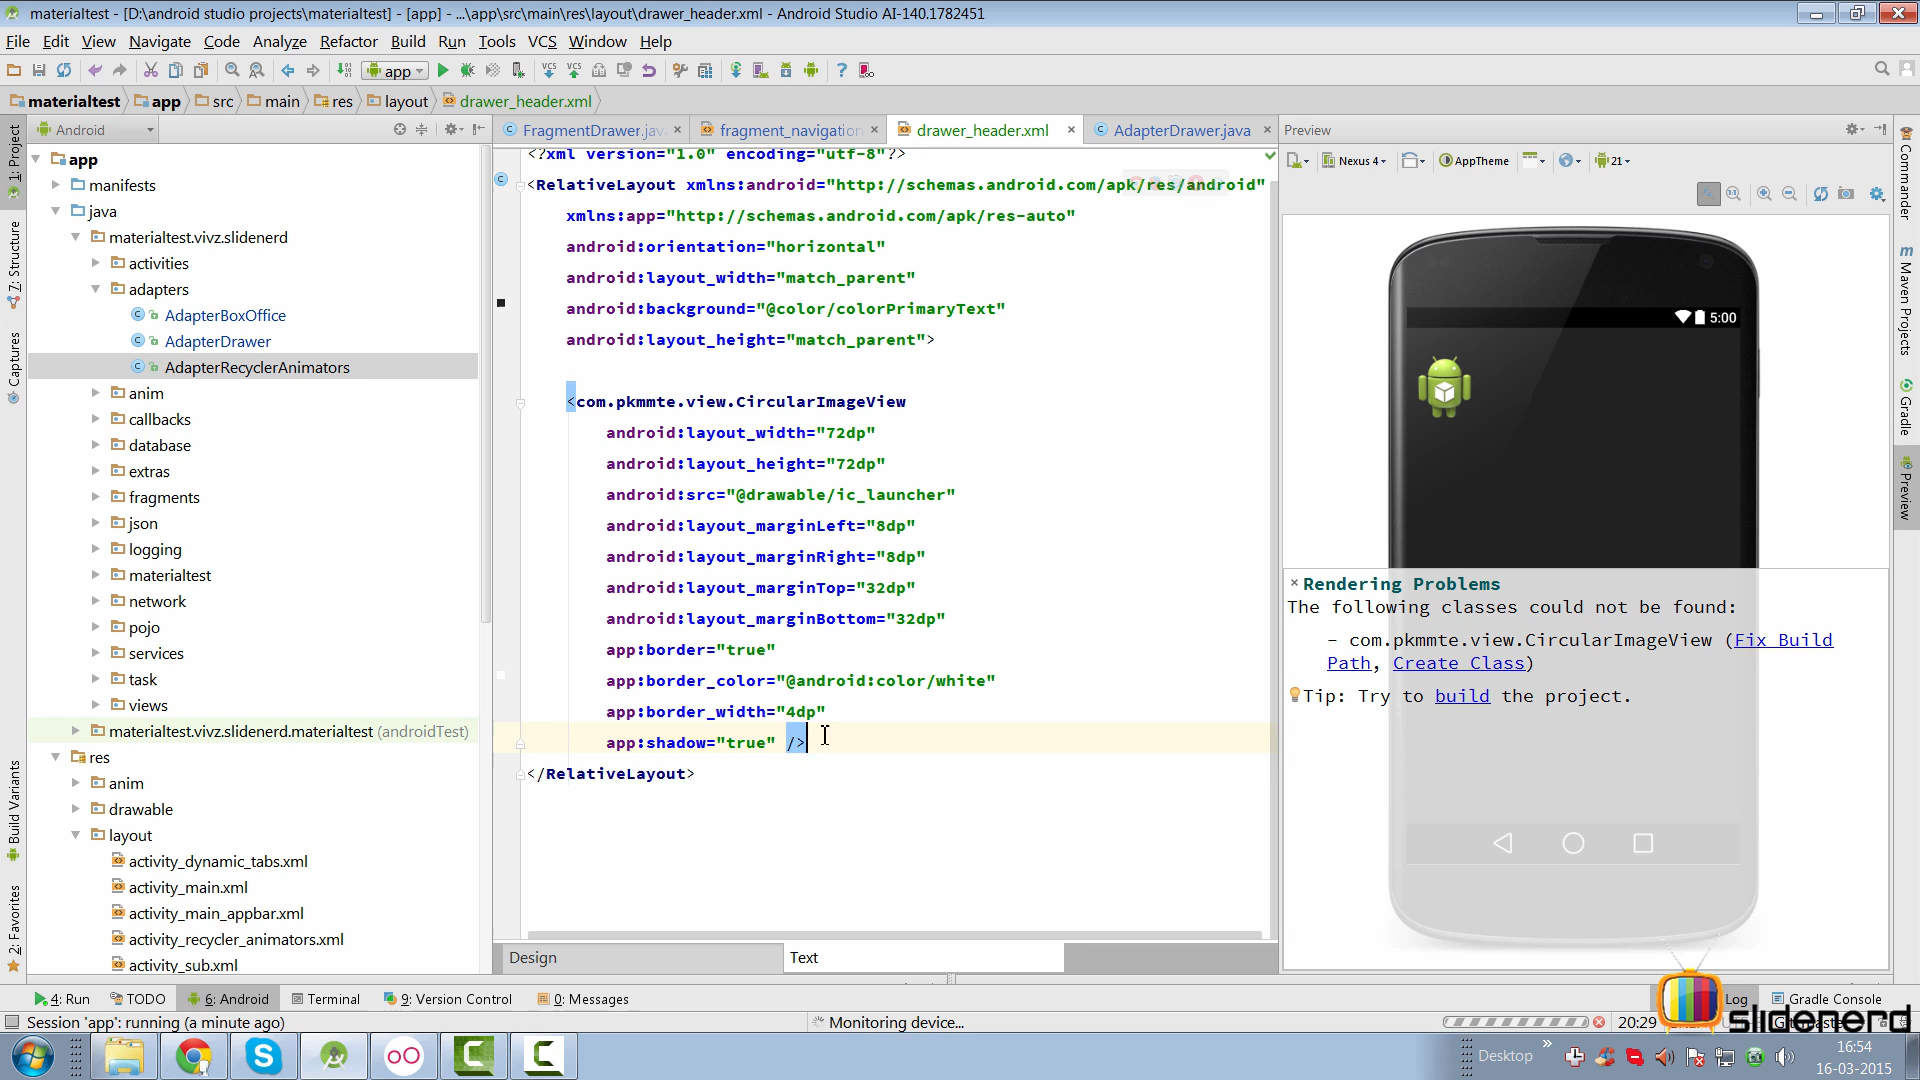 materialtest - [D:\android studio projects\materialtest] - [app] - ...\app\src\main\res\layout\drawer_header.xml - Android Studio AI-140.1782451
File Edit View Navigate Code Analyze Refactor Build Run Tools VCS Window Help
app
materialtest app src main res layout drawer_header.xml
Android
FragmentDrawer.java fragment_navigation drawer_header.xml AdapterDrawer.java
Preview
Nexus 4 AppTheme 21
1: Project
7: Structure
Captures
Build Variants
2: Favorites
app
manifests
java
materialtest.vivz.slidenerd
activities
adapters
AdapterBoxOffice
AdapterDrawer
AdapterRecyclerAnimators
anim
callbacks
database
extras
fragments
json
logging
materialtest
network
pojo
services
task
views
materialtest.vivz.slidenerd.materialtest (androidTest)
res
anim
drawable
layout
activity_dynamic_tabs.xml
activity_main.xml
activity_main_appbar.xml
activity_recycler_animators.xml
activity_sub.xml
<?xml version="1.0" encoding="utf-8"?>
<RelativeLayout xmlns:android="http://schemas.android.com/apk/res/android"
xmlns:app="http://schemas.android.com/apk/res-auto"
android:orientation="horizontal"
android:layout_width="match_parent"
android:background="@color/colorPrimaryText"
android:layout_height="match_parent">
<com.pkmmte.view.CircularImageView
android:layout_width="72dp"
android:layout_height="72dp"
android:src="@drawable/ic_launcher"
android:layout_marginLeft="8dp"
android:layout_marginRight="8dp"
android:layout_marginTop="32dp"
android:layout_marginBottom="32dp"
app:border="true"
app:border_color="@android:color/white"
app:border_width="4dp"
app:shadow="true" />
</RelativeLayout>
Design Text
5:00
Rendering Problems
The following classes could not be found:
- com.pkmmte.view.CircularImageView (Fix Build
Path, Create Class)
Tip: Try to build the project.
Commander
Maven Projects
Gradle
Preview
4: Run TODO 6: Android Terminal 9: Version Control 0: Messages
Log Gradle Console
Session 'app': running (a minute ago)
Monitoring device...
20:29
slidenerd
Desktop
16:54
16-03-2015